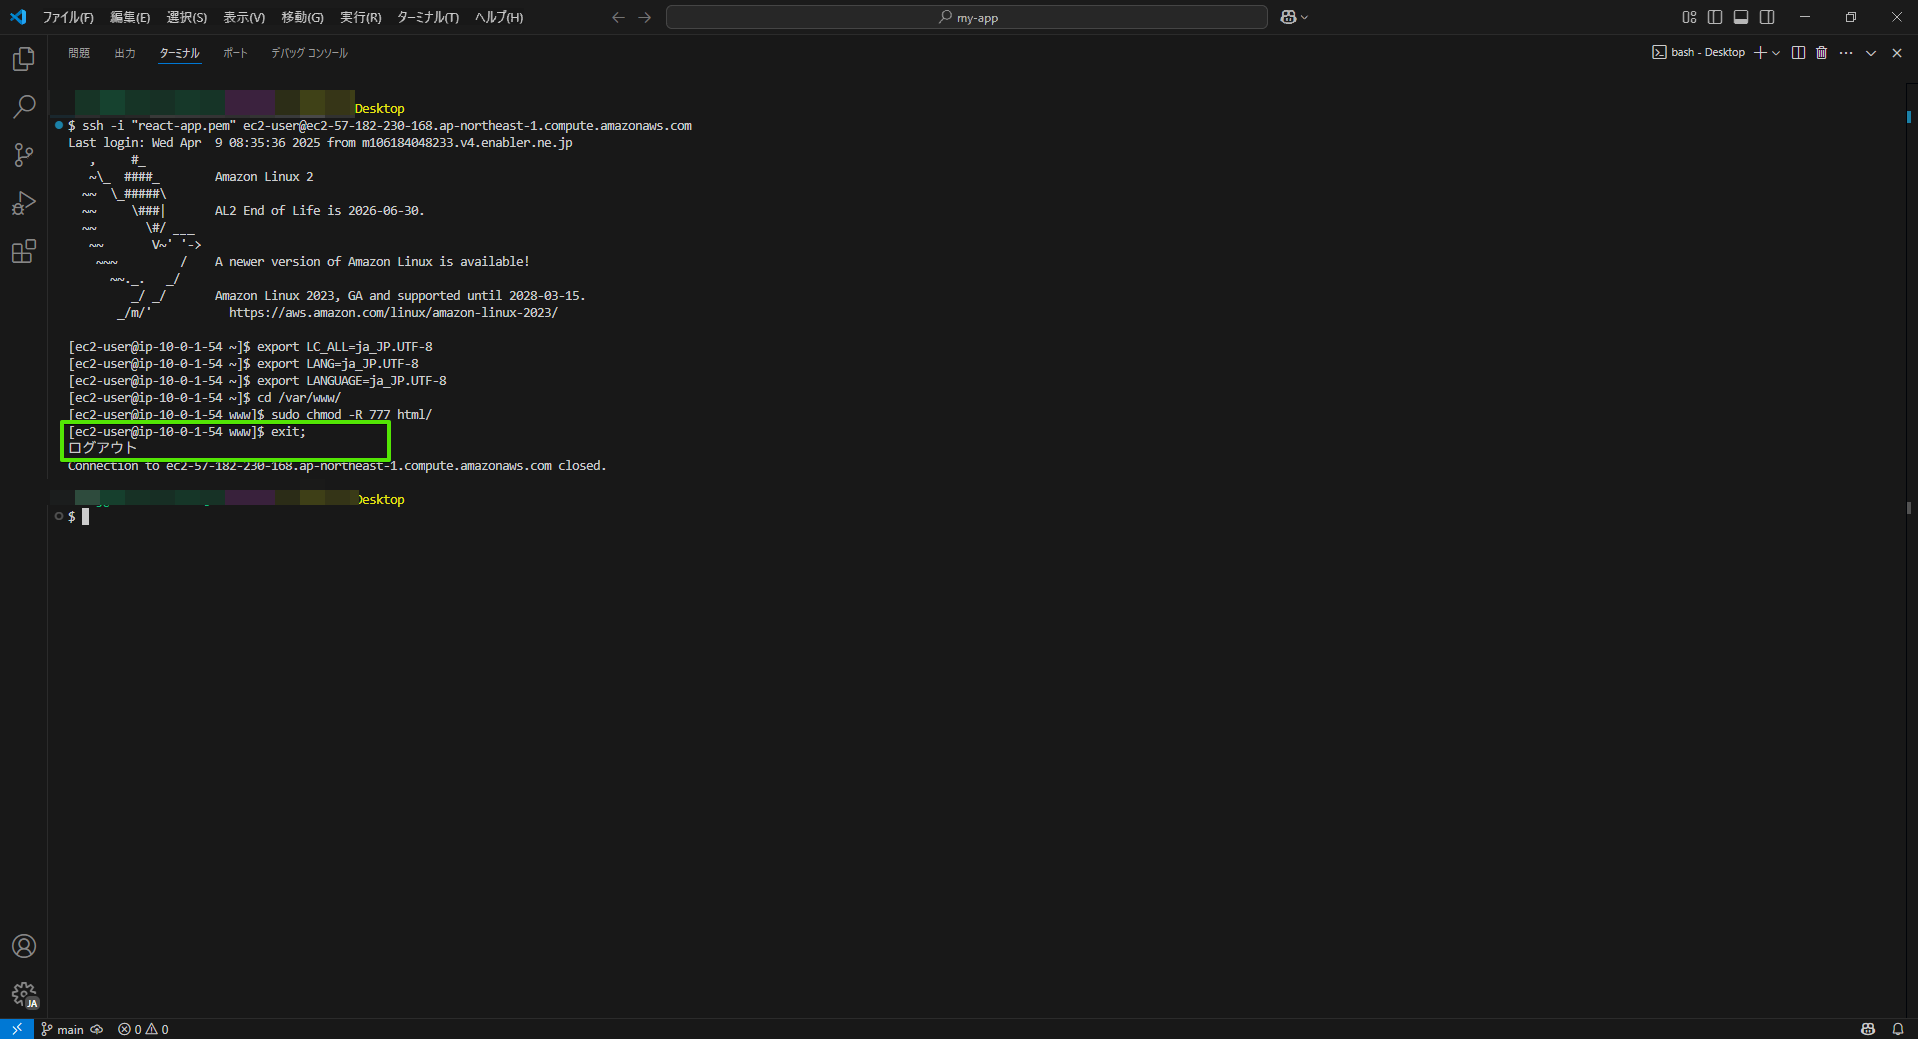 ファイル(F) 編集(E) 選択(S) 表示(V) 移動(G) 実行(R) ターミナル(T) ヘルプ(H)
my-app
問題 出力 ターミナル ポート デバッグ コンソール
bash - Desktop
Desktop
$ ssh -i "react-app.pem" ec2-user@ec2-57-182-230-168.ap-northeast-1.compute.amazonaws.com
Last login: Wed Apr  9 08:35:36 2025 from m106184048233.v4.enabler.ne.jp
   ,     #_
   ~\_  ####_        Amazon Linux 2
  ~~  \_#####\
  ~~     \###|       AL2 End of Life is 2026-06-30.
  ~~       \#/ ___
   ~~       V~' '->
    ~~~         /    A newer version of Amazon Linux is available!
      ~~._.   _/
         _/ _/       Amazon Linux 2023, GA and supported until 2028-03-15.
       _/m/'           https://aws.amazon.com/linux/amazon-linux-2023/
[ec2-user@ip-10-0-1-54 ~]$ export LC_ALL=ja_JP.UTF-8
[ec2-user@ip-10-0-1-54 ~]$ export LANG=ja_JP.UTF-8
[ec2-user@ip-10-0-1-54 ~]$ export LANGUAGE=ja_JP.UTF-8
[ec2-user@ip-10-0-1-54 ~]$ cd /var/www/
[ec2-user@ip-10-0-1-54 www]$ sudo chmod -R 777 html/
[ec2-user@ip-10-0-1-54 www]$ exit;
ログアウト
Connection to ec2-57-182-230-168.ap-northeast-1.compute.amazonaws.com closed.
Desktop
$
JA
main 0 0